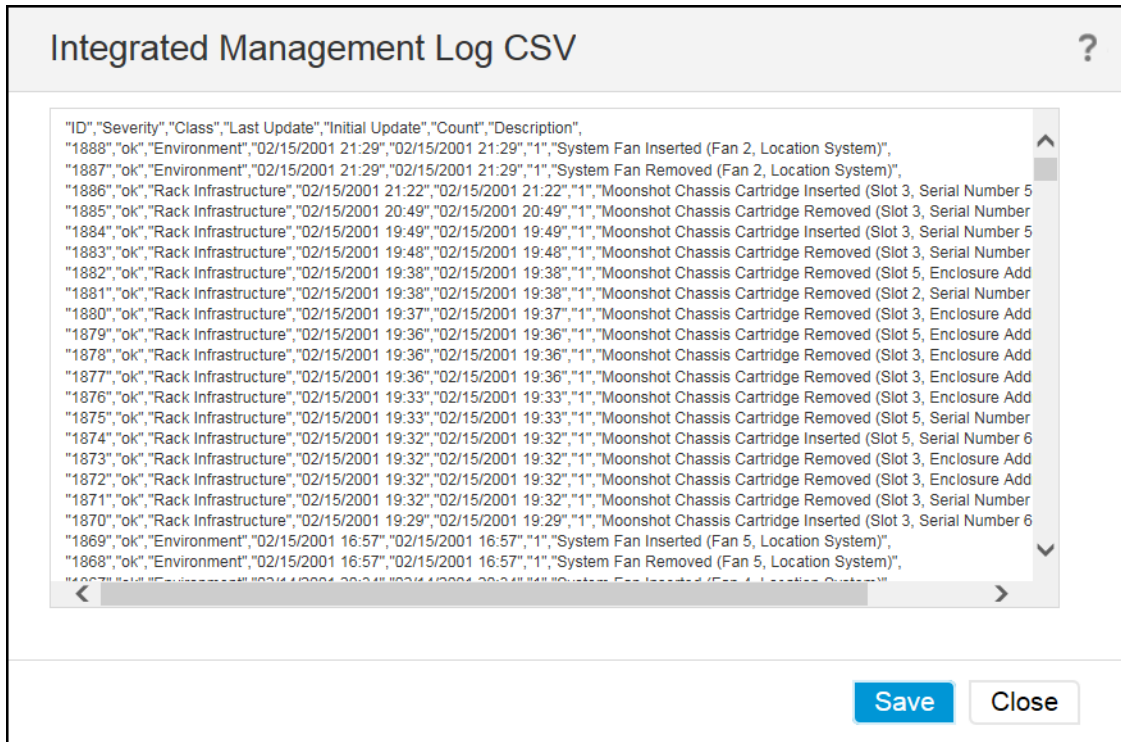 Integrated Management Log CSV
?
"ID","Severity","Class","Last Update","Initial Update","Count","Description",
"1888","ok","Environment","02/15/2001 21:29","02/15/2001 21:29","1","System Fan Inserted (Fan 2, Location System)",
"1887","ok","Environment","02/15/2001 21:29","02/15/2001 21:29","1","System Fan Removed (Fan 2, Location System)",
"1886","ok","Rack Infrastructure","02/15/2001 21:22","02/15/2001 21:22","1","Moonshot Chassis Cartridge Inserted (Slot 3, Serial Number 5
"1885","ok","Rack Infrastructure","02/15/2001 20:49","02/15/2001 20:49","1","Moonshot Chassis Cartridge Removed (Slot 3, Serial Number
"1884","ok","Rack Infrastructure","02/15/2001 19:49","02/15/2001 19:49","1","Moonshot Chassis Cartridge Inserted (Slot 3, Serial Number 5
"1883","ok","Rack Infrastructure","02/15/2001 19:48","02/15/2001 19:48","1","Moonshot Chassis Cartridge Removed (Slot 3, Serial Number
"1882","ok","Rack Infrastructure","02/15/2001 19:38","02/15/2001 19:38","1","Moonshot Chassis Cartridge Removed (Slot 5, Enclosure Add
"1881","ok","Rack Infrastructure","02/15/2001 19:38","02/15/2001 19:38","1","Moonshot Chassis Cartridge Removed (Slot 2, Serial Number
"1880","ok","Rack Infrastructure","02/15/2001 19:37","02/15/2001 19:37","1","Moonshot Chassis Cartridge Removed (Slot 3, Enclosure Add
"1879","ok","Rack Infrastructure","02/15/2001 19:36","02/15/2001 19:36","1","Moonshot Chassis Cartridge Removed (Slot 5, Enclosure Add
"1878","ok","Rack Infrastructure","02/15/2001 19:36","02/15/2001 19:36","1","Moonshot Chassis Cartridge Removed (Slot 3, Enclosure Add
"1877","ok","Rack Infrastructure","02/15/2001 19:36","02/15/2001 19:36","1","Moonshot Chassis Cartridge Removed (Slot 3, Enclosure Add
"1876","ok","Rack Infrastructure","02/15/2001 19:33","02/15/2001 19:33","1","Moonshot Chassis Cartridge Removed (Slot 3, Enclosure Add
"1875","ok","Rack Infrastructure","02/15/2001 19:33","02/15/2001 19:33","1","Moonshot Chassis Cartridge Removed (Slot 5, Serial Number
"1874","ok","Rack Infrastructure","02/15/2001 19:32","02/15/2001 19:32","1","Moonshot Chassis Cartridge Inserted (Slot 5, Serial Number 6
"1873","ok","Rack Infrastructure","02/15/2001 19:32","02/15/2001 19:32","1","Moonshot Chassis Cartridge Removed (Slot 3, Enclosure Add
"1872","ok","Rack Infrastructure","02/15/2001 19:32","02/15/2001 19:32","1","Moonshot Chassis Cartridge Removed (Slot 3, Enclosure Add
"1871","ok","Rack Infrastructure","02/15/2001 19:32","02/15/2001 19:32","1","Moonshot Chassis Cartridge Removed (Slot 3, Serial Number
"1870","ok","Rack Infrastructure","02/15/2001 19:29","02/15/2001 19:29","1","Moonshot Chassis Cartridge Inserted (Slot 3, Serial Number 6
"1869","ok","Environment","02/15/2001 16:57","02/15/2001 16:57","1","System Fan Inserted (Fan 5, Location System)",
"1868","ok","Environment","02/15/2001 16:57","02/15/2001 16:57","1","System Fan Removed (Fan 5, Location System)",
Save
Close